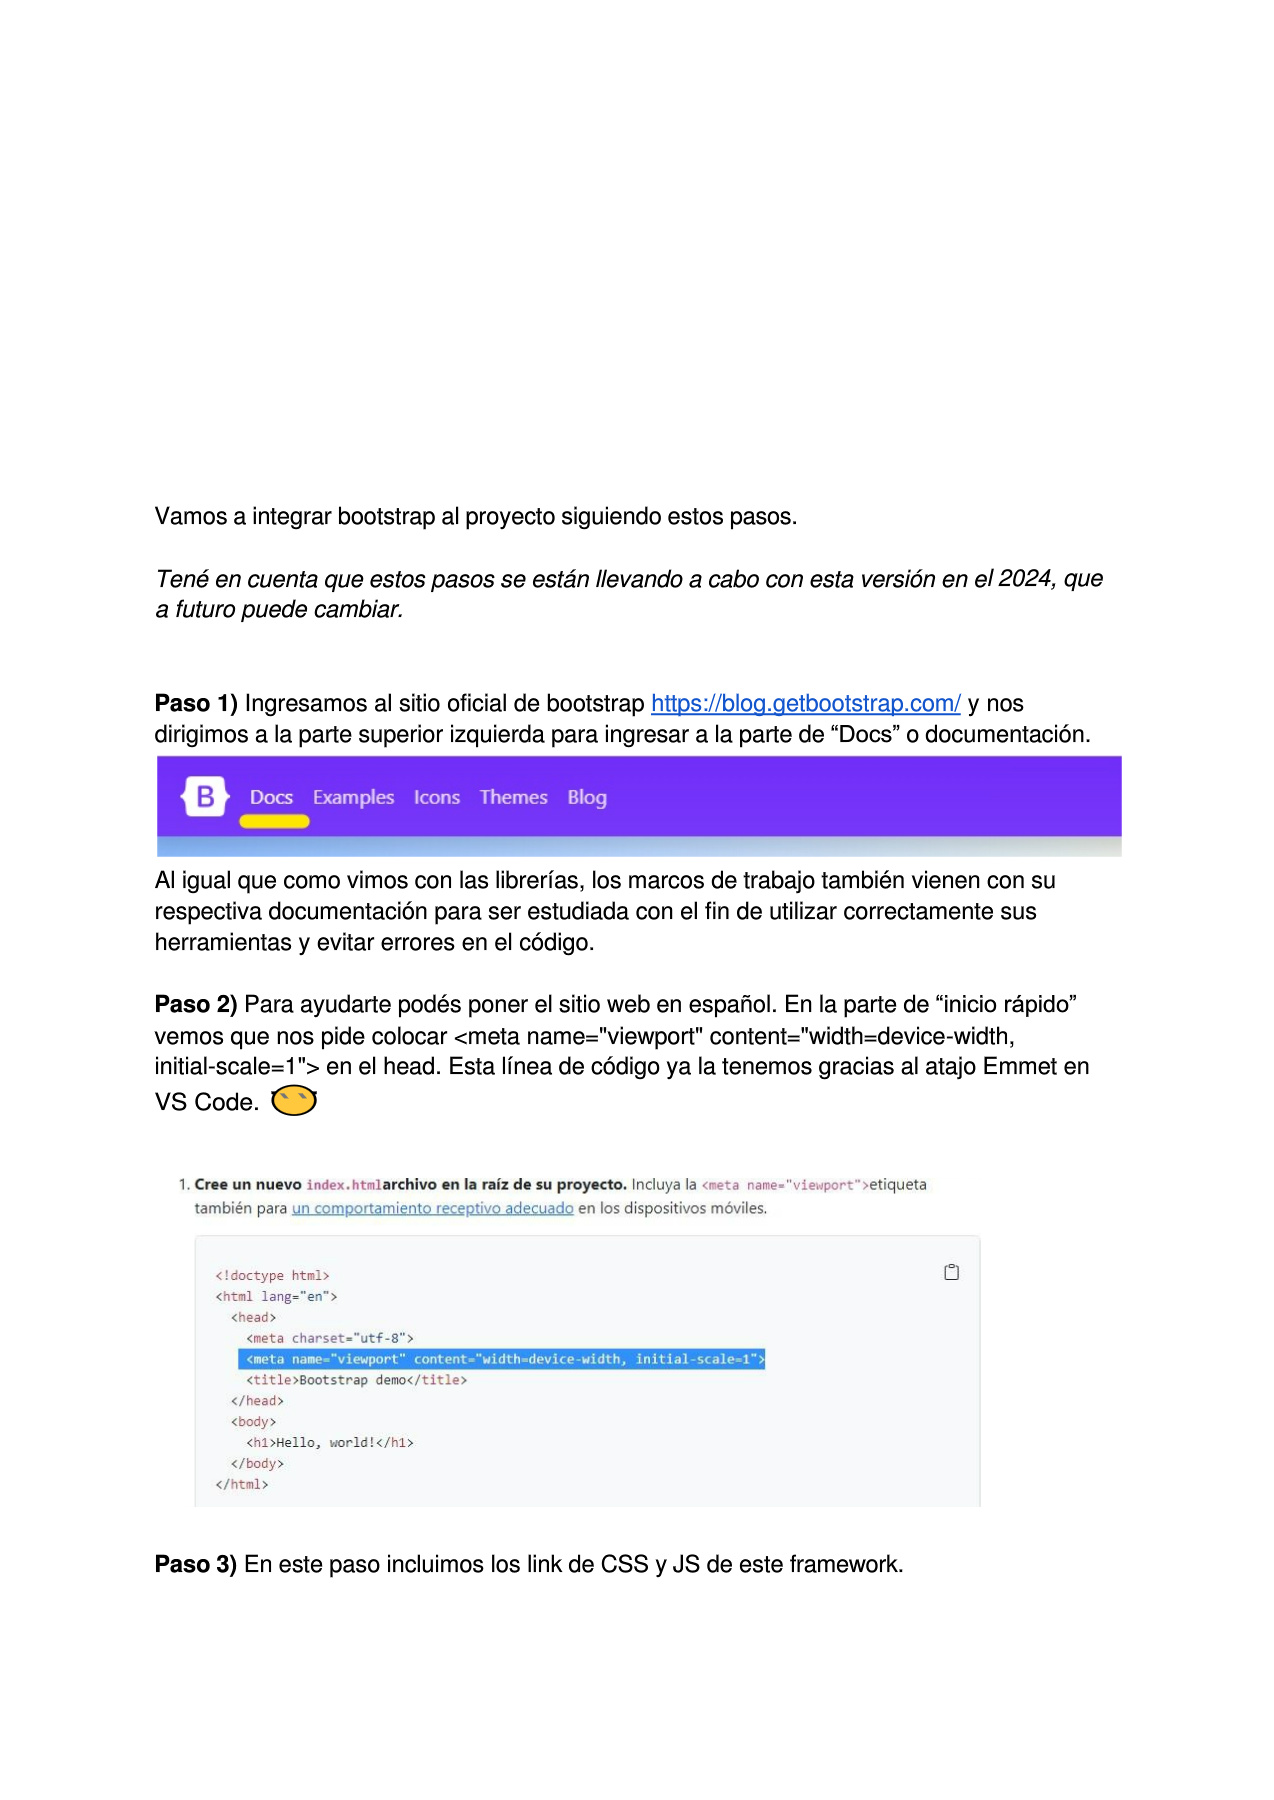 Vamos a integrar bootstrap al proyecto siguiendo estos pasos.
Tené en cuenta que estos pasos se están llevando a cabo con esta versión en el 2024, que
a futuro puede cambiar.
Paso 1) Ingresamos al sitio oficial de bootstrap https://blog.getbootstrap.com/ y nos
dirigimos a la parte superior izquierda para ingresar a la parte de “Docs” o documentación.
B Docs Examples Icons Themes Blog
Al igual que como vimos con las librerías, los marcos de trabajo también vienen con su
respectiva documentación para ser estudiada con el fin de utilizar correctamente sus
herramientas y evitar errores en el código.
Paso 2) Para ayudarte podés poner el sitio web en español. En la parte de “inicio rápido”
vemos que nos pide colocar <meta name="viewport" content="width=device-width,
initial-scale=1"> en el head. Esta línea de código ya la tenemos gracias al atajo Emmet en
VS Code.
1. Cree un nuevo index.htmlarchivo en la raíz de su proyecto. Incluya la <meta name="viewport">etiqueta
también para un comportamiento receptivo adecuado en los dispositivos móviles.
<!doctype html>
<html lang="en">
<head>
<meta charset="utf-8">
<meta name="viewport" content="width=device-width, initial-scale=1">
<title>Bootstrap demo</title>
</head>
<body>
<h1>Hello, world!</h1>
</body>
</html>
Paso 3) En este paso incluimos los link de CSS y JS de este framework.